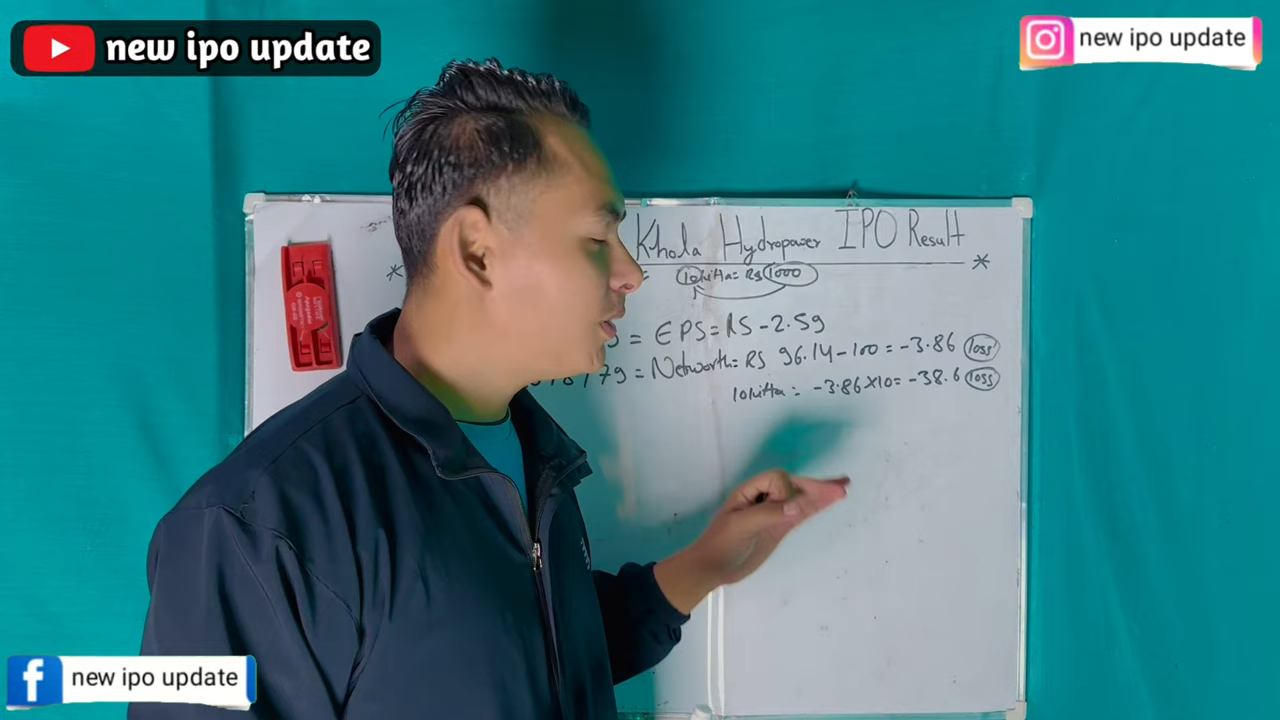 new ipo update
new ipo update
Khola Hydropower IPO Result
* *
= 10kitta = RS 1000
= EPS = RS - 2.59
79 = Networth = RS 96.14 - 100 = -3.86 loss
10kitta = -3.86 x 10 = -38.6 loss
new ipo update